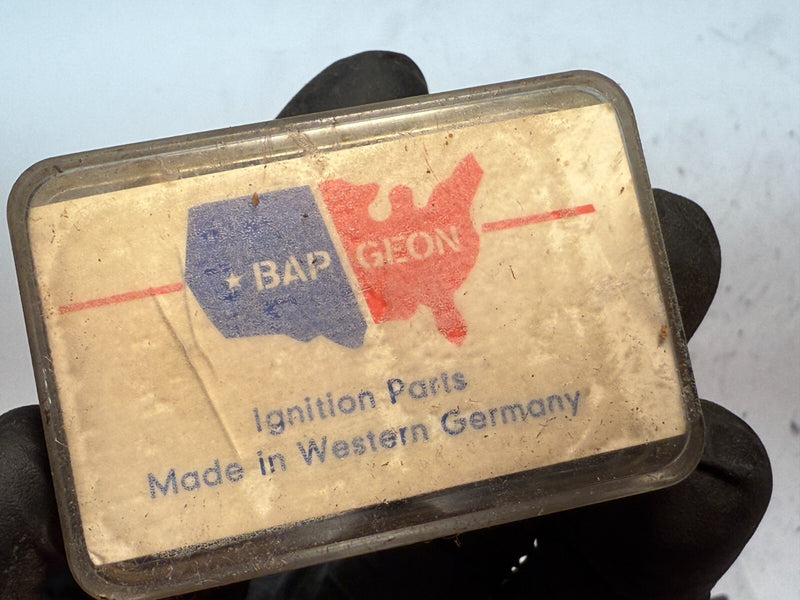 ★ BAP GEON
Ignition Parts
Made in Western Germany